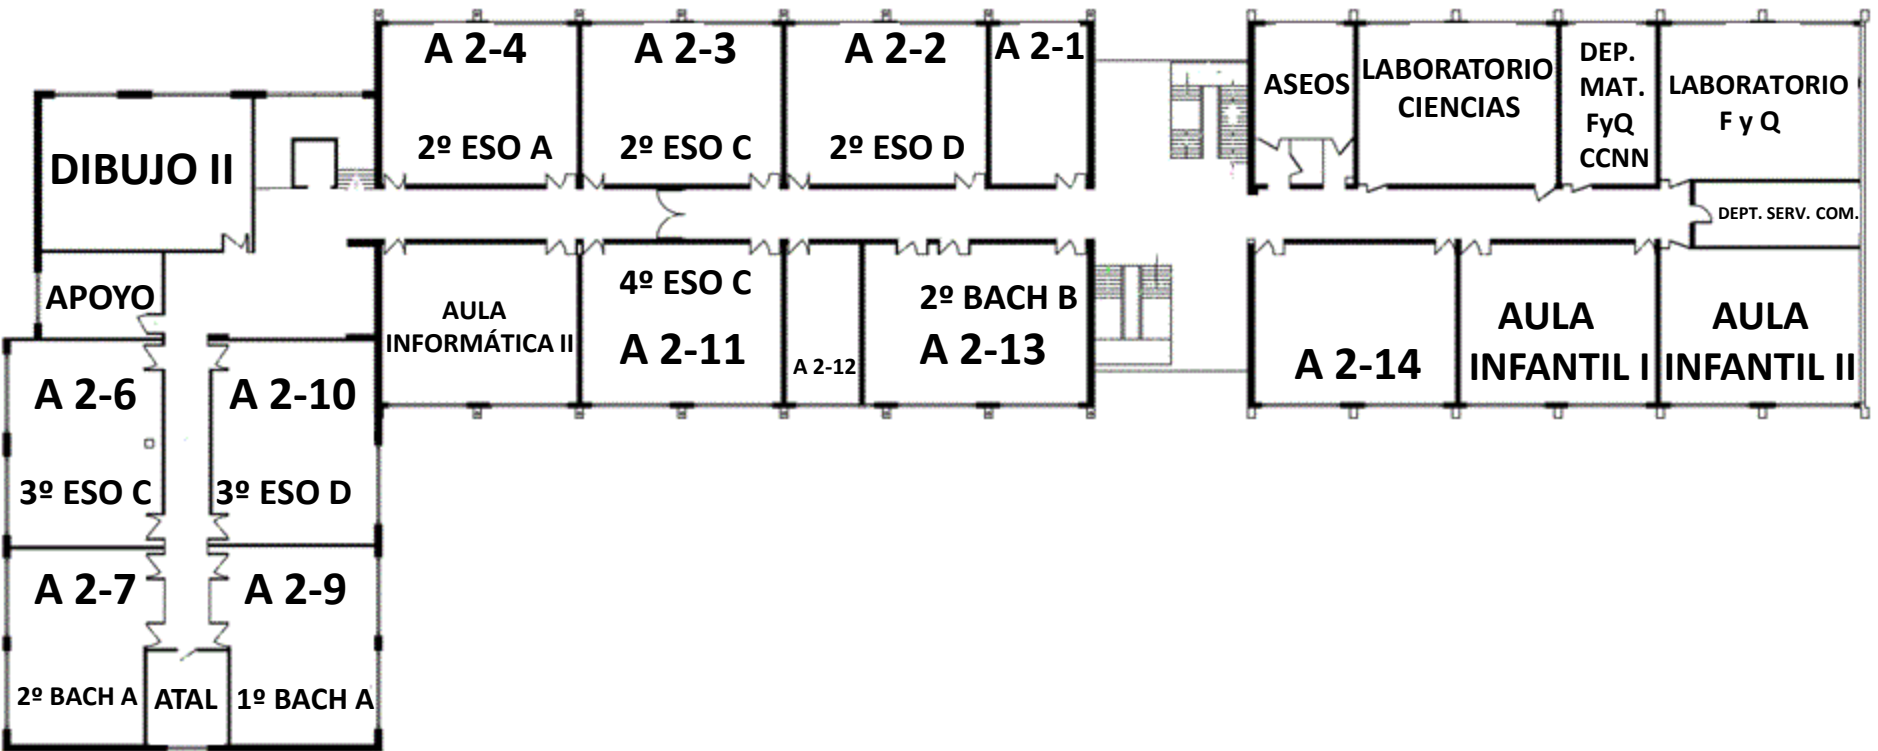 A 2-4
2º ESO A
A 2-3
2º ESO C
A 2-2
2º ESO D
A 2-1
ASEOS
LABORATORIO
CIENCIAS
DEP.
MAT.
FyQ
CCNN
LABORATORIO
F y Q
DEPT. SERV. COM.
DIBUJO II
APOYO
AULA
INFORMÁTICA II
4º ESO C
A 2-11
A 2-12
2º BACH B
A 2-13
A 2-14
AULA
INFANTIL I
AULA
INFANTIL II
A 2-6
3º ESO C
A 2-10
3º ESO D
A 2-7
2º BACH A
ATAL
A 2-9
1º BACH A